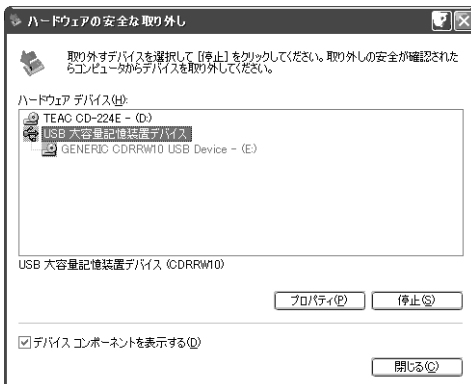 ハードウェアの安全な取り外し
取り外すデバイスを選択して [停止] をクリックしてください。取り外しの安全が確認された
らコンピュータからデバイスを取り外してください。
ハードウェア デバイス(H):
TEAC CD-224E - (D:)
USB 大容量記憶装置デバイス
GENERIC CDRRW10 USB Device - (E:)
USB 大容量記憶装置デバイス (CDRRW10)
プロパティ(P)
停止(S)
デバイス コンポーネントを表示する(D)
閉じる(C)